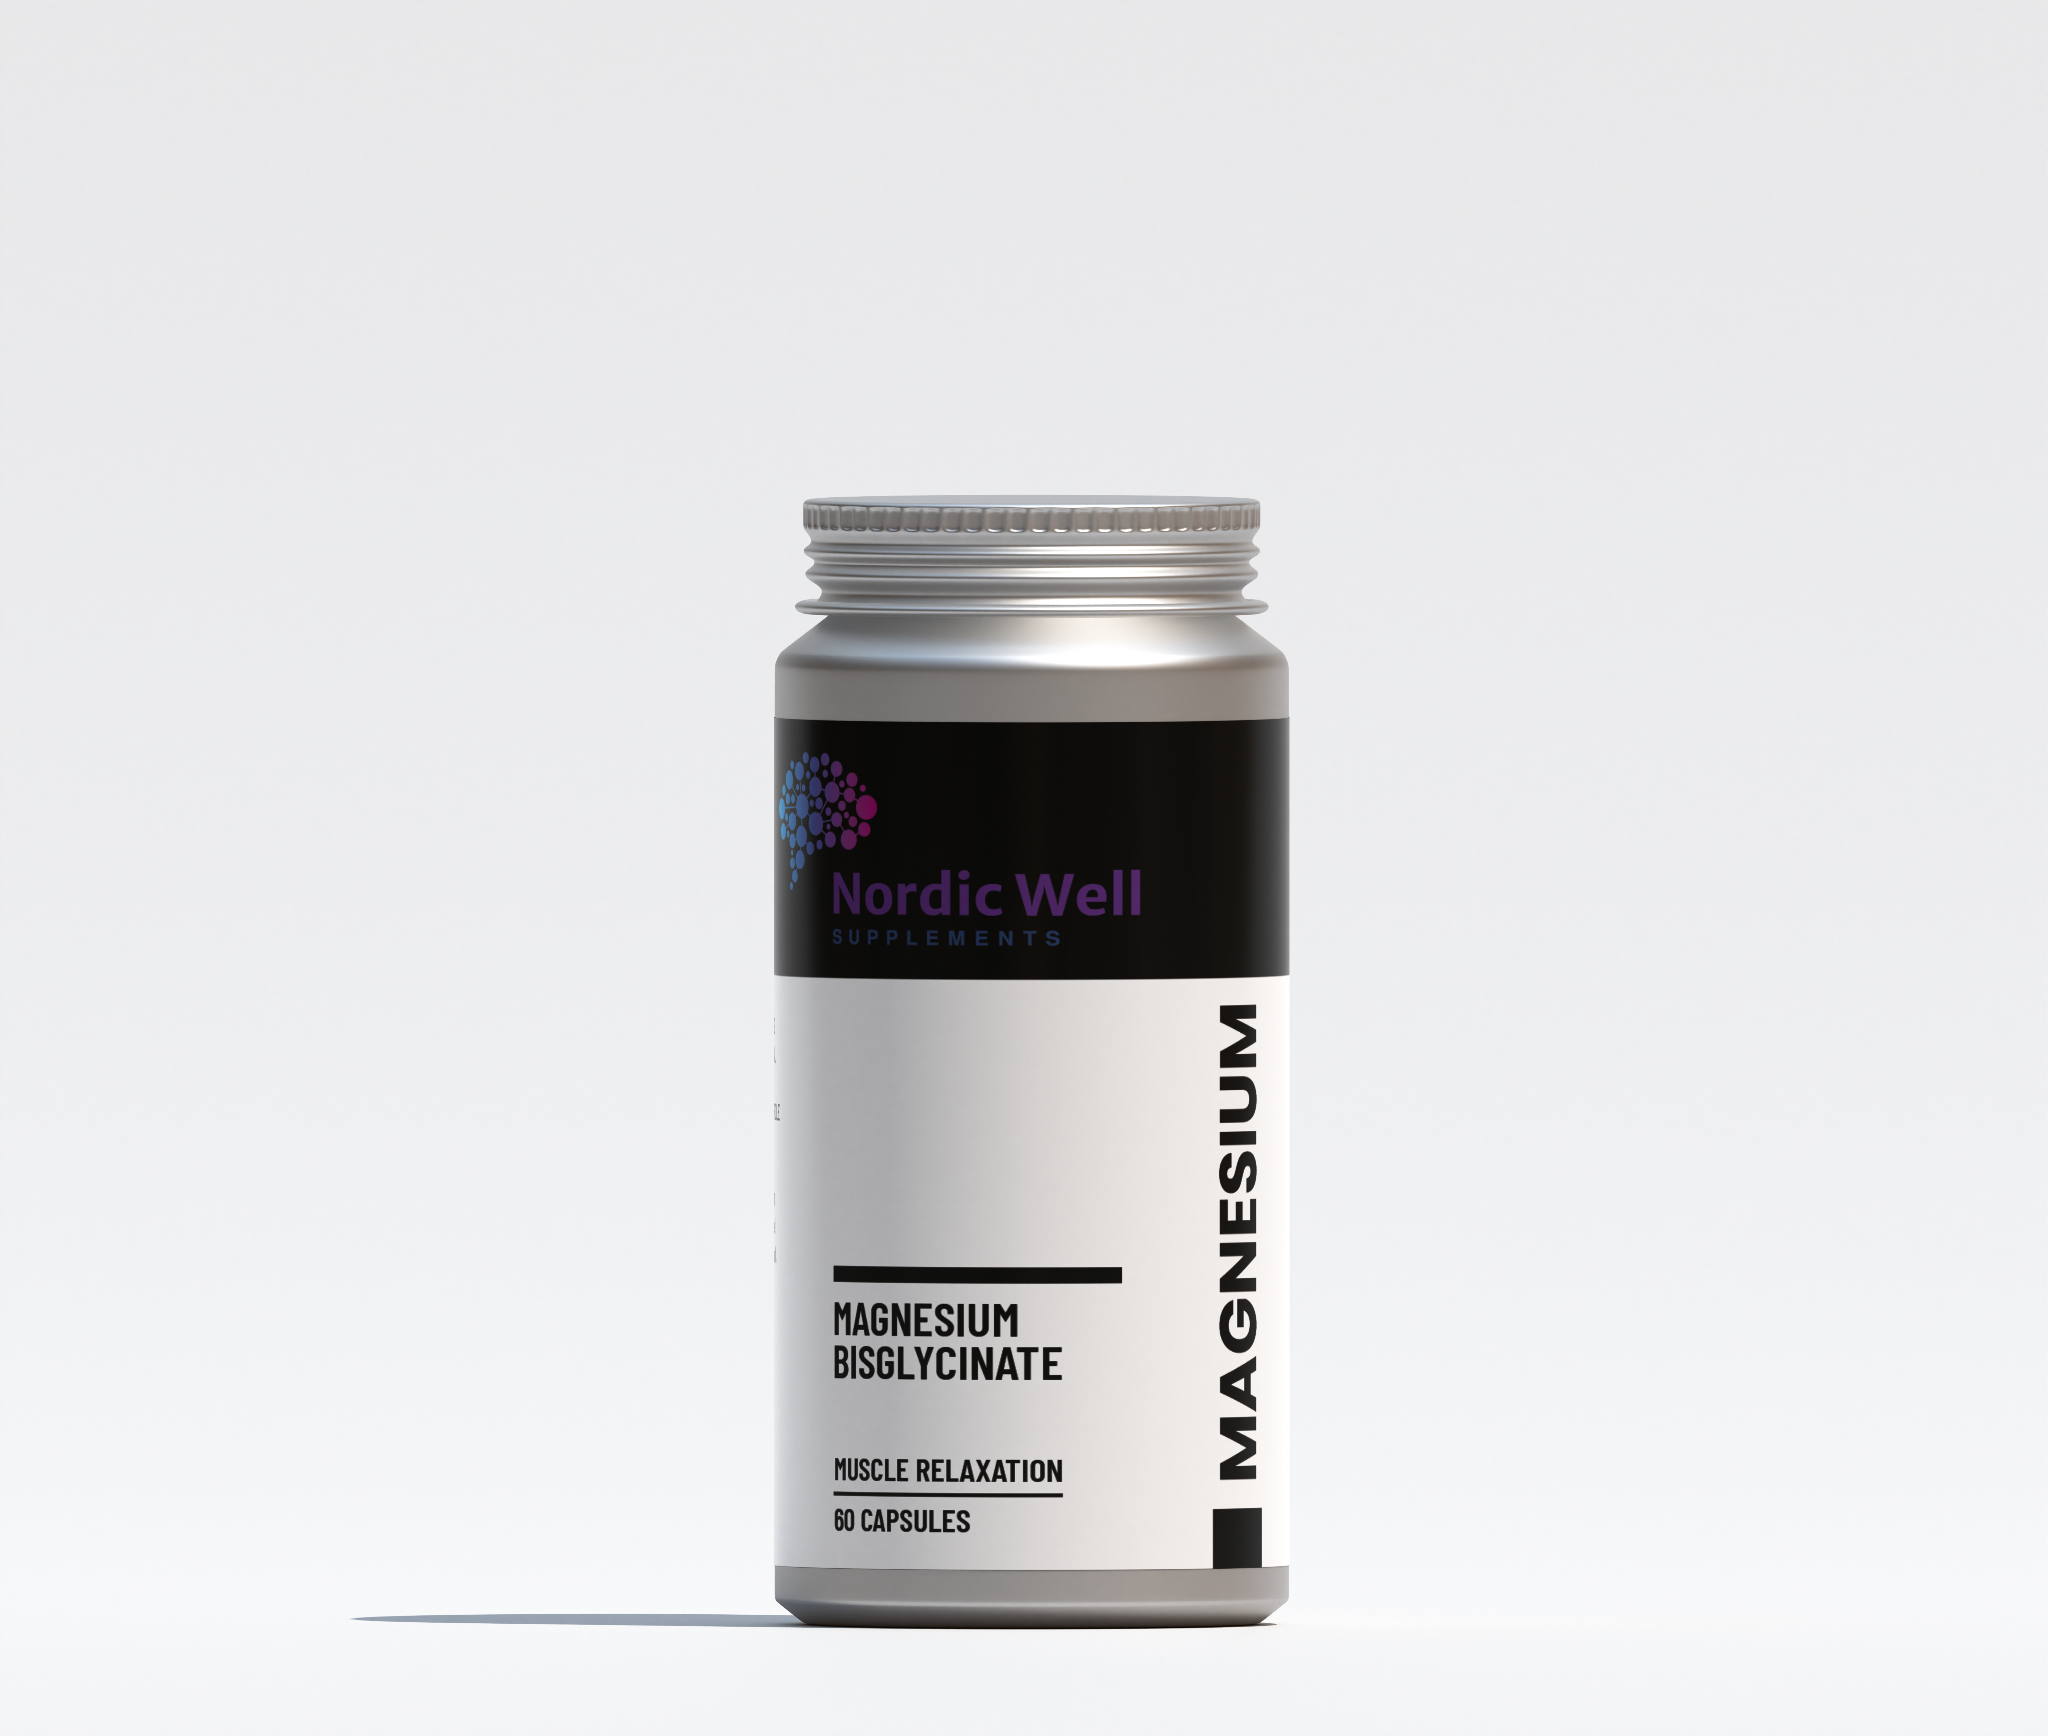 Nordic Well
SUPPLEMENTS
MAGNESIUM
MAGNESIUM
BISGLYCINATE
MUSCLE RELAXATION
60 CAPSULES